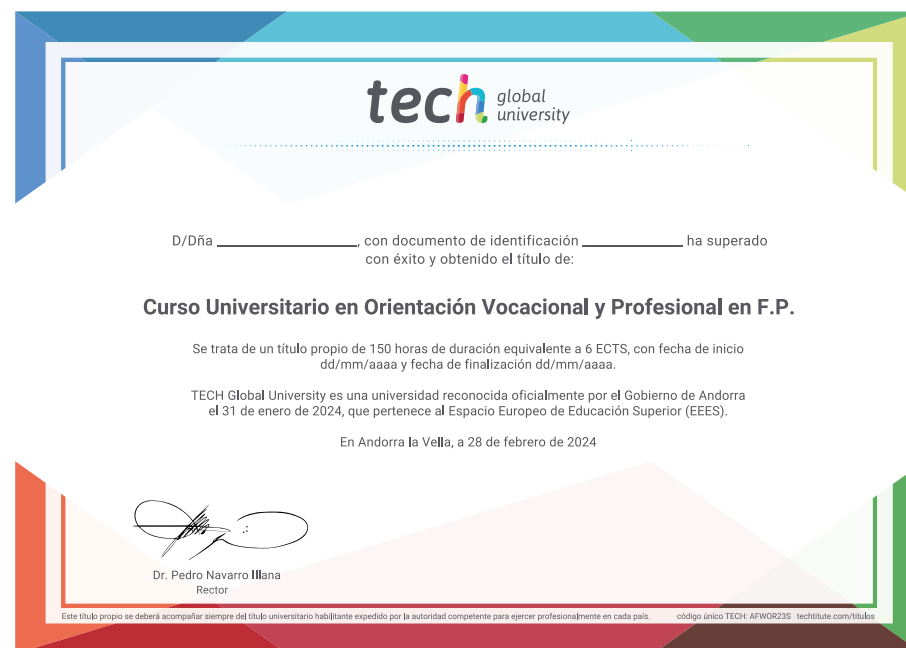 tech global university
D/Dña ____________________, con documento de identificación ______________ ha superado
con éxito y obtenido el título de:
Curso Universitario en Orientación Vocacional y Profesional en F.P.
Se trata de un título propio de 150 horas de duración equivalente a 6 ECTS, con fecha de inicio
dd/mm/aaaa y fecha de finalización dd/mm/aaaa.
TECH Global University es una universidad reconocida oficialmente por el Gobierno de Andorra
el 31 de enero de 2024, que pertenece al Espacio Europeo de Educación Superior (EEES).
En Andorra la Vella, a 28 de febrero de 2024
Dr. Pedro Navarro Illana
Rector
Este título propio se deberá acompañar siempre del título universitario habilitante expedido por la autoridad competente para ejercer profesionalmente en cada país. código único TECH: AFWOR23S techtitute.com/titulos